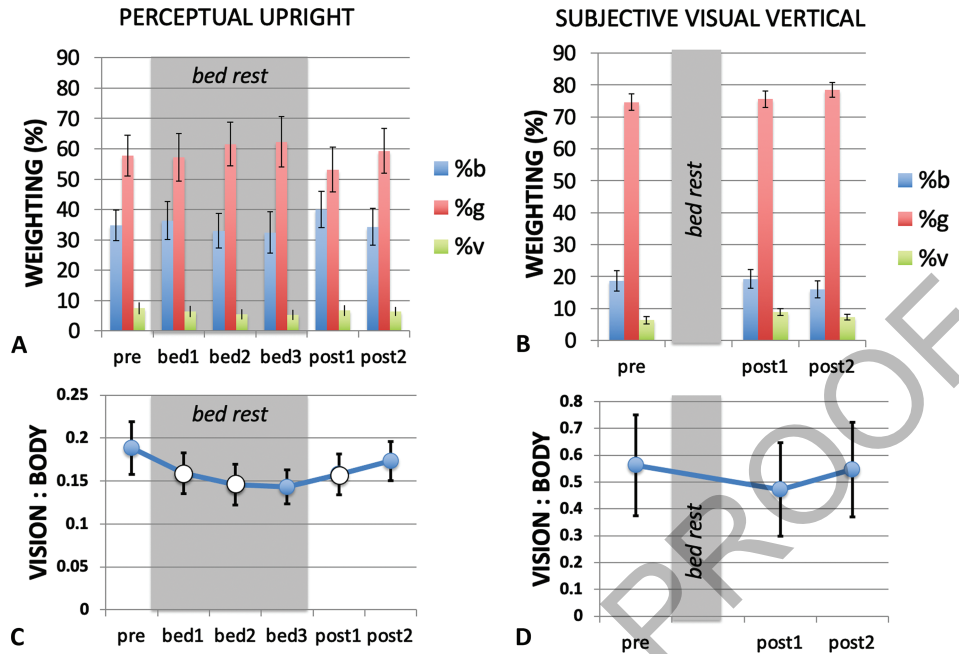 PERCEPTUAL UPRIGHT
WEIGHTING (%)
100
90
80
70
60
50
40
30
20
10
0
bed rest
%b
%g
%v
pre bed1 bed2 bed3 post1 post2
A
SUBJECTIVE VISUAL VERTICAL
WEIGHTING (%)
90
80
70
60
50
40
30
20
10
0
bed rest
%b
%g
%v
pre post1 post2
B
VISION : BODY
0.25
0.2
0.15
0.1
0.05
0
bed rest
pre bed1 bed2 bed3 post1 post2
C
VISION : BODY
0.8
0.7
0.6
0.5
0.4
0.3
0.2
0.1
0
bed rest
pre post1 post2
D
PROOF